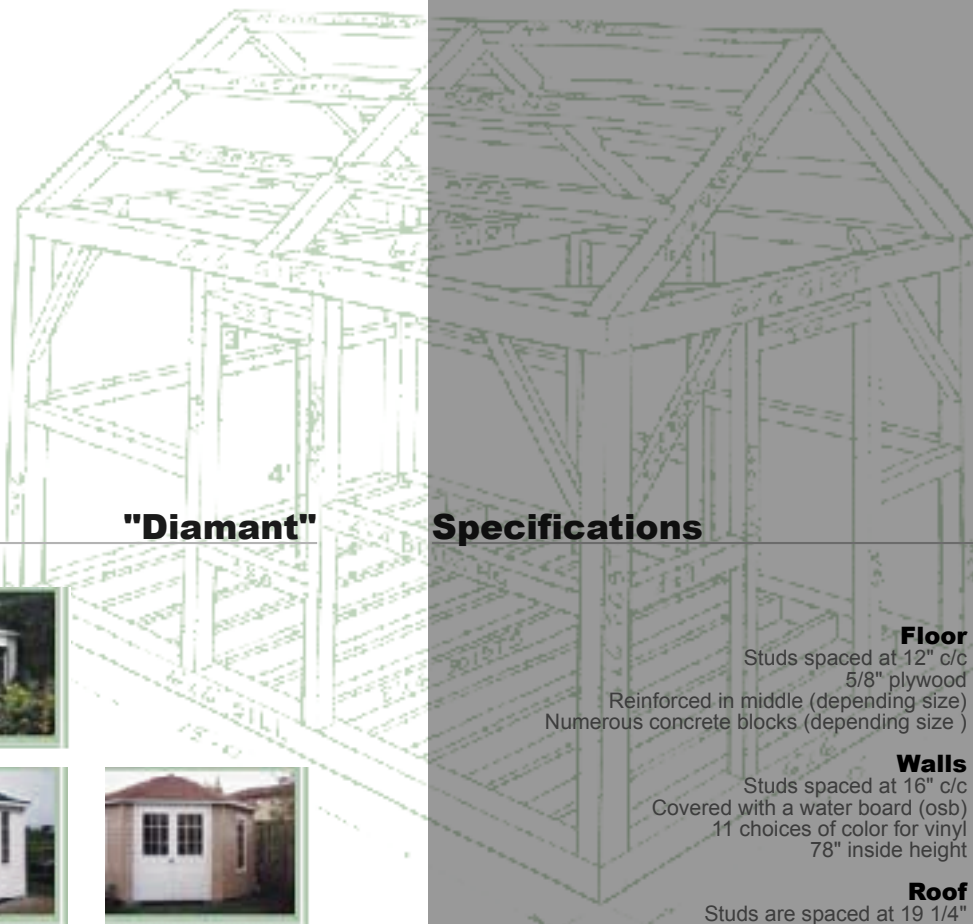 "Diamant"
Specifications
Floor
Studs spaced at 12" c/c
5/8" plywood
Reinforced in middle (depending size)
Numerous concrete blocks (depending size )
Walls
Studs spaced at 16" c/c
Covered with a water board (osb)
11 choices of color for vinyl
78" inside height
Roof
Studs are spaced at 19 1/4"
4'